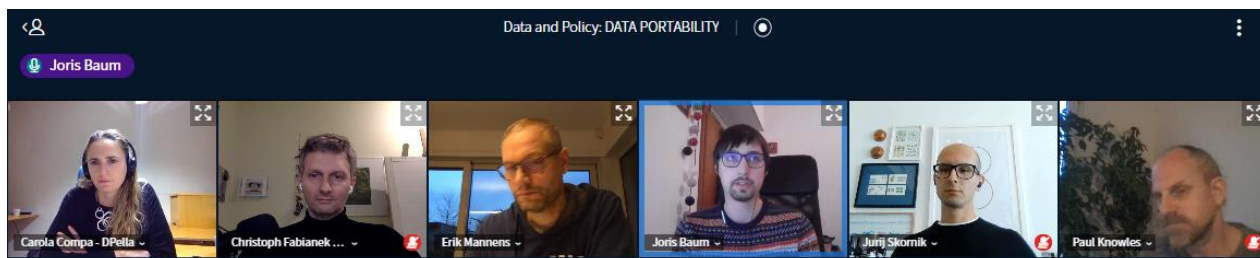 Data and Policy: DATA PORTABILITY
Joris Baum
Carola Compa - DPella
Christoph Fabianek ...
Erik Mannens
Joris Baum
Jurij Skornik
Paul Knowles